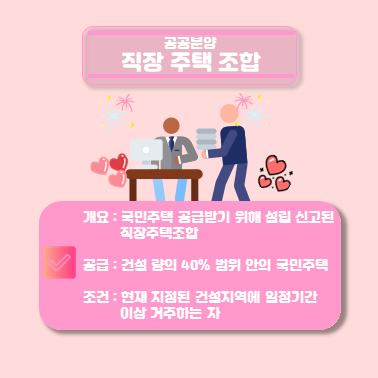 공공분양
직장 주택 조합
개요 : 국민주택 공급받기 위해 설립 신고된
직장주택조합
공급 : 건설 량의 40% 범위 안의 국민주택
조건 : 현재 지정된 건설지역에 일정기간
이상 거주하는 자